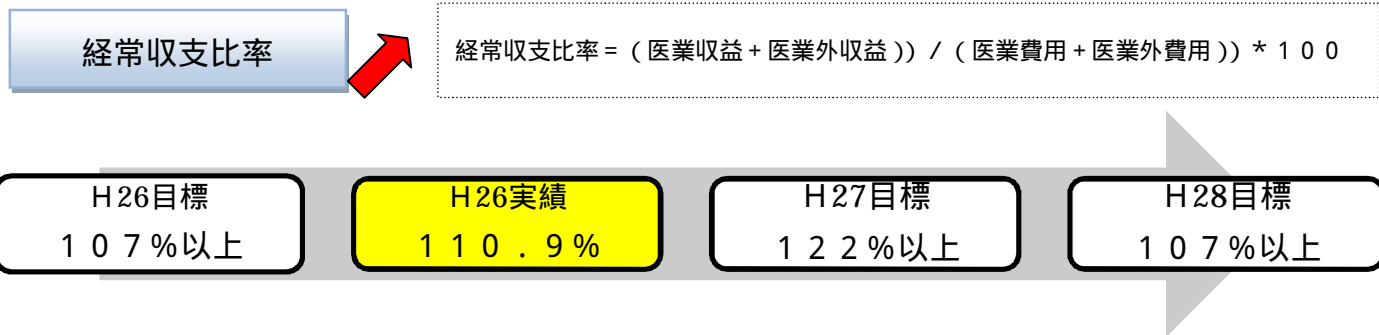 経常収支比率
経常収支比率=(医業収益+医業外収益))/(医業費用+医業外費用))*100
H26目標
107%以上
H26実績
110.9%
H27目標
122%以上
H28目標
107%以上